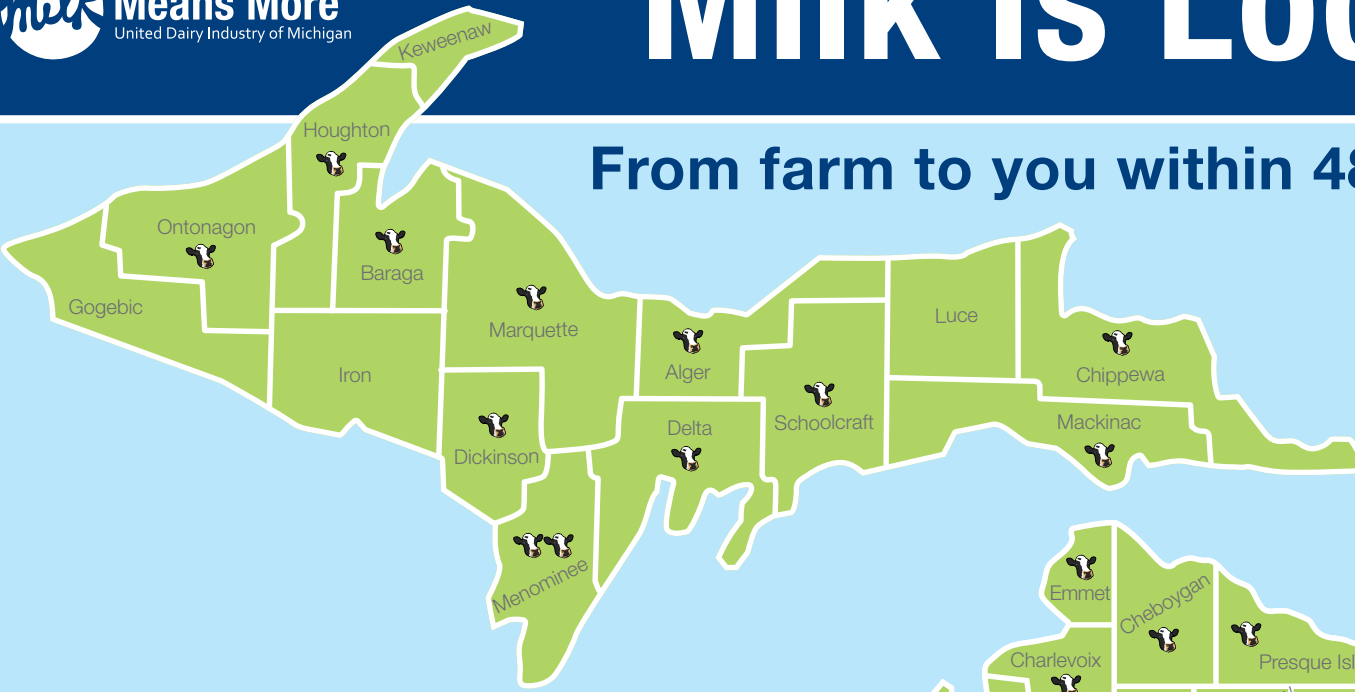 milk
Means More
United Dairy Industry of Michigan
Milk is Loc
From farm to you within 48
Keweenaw
Houghton
Ontonagon
Baraga
Gogebic
Marquette
Luce
Iron
Alger
Chippewa
Schoolcraft
Mackinac
Delta
Dickinson
Menominee
Emmet
Cheboygan
Charlevoix
Presque Isl